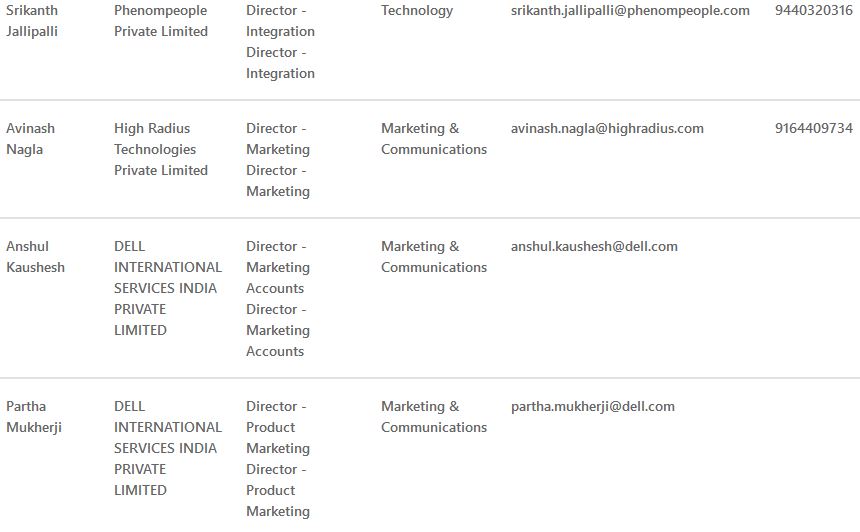 Srikanth Phenompeople Director - Technology srikanth.jallipalli@phenompeople.com 9440320316
Jallipalli Private Limited Integration
Director -
Integration
Avinash High Radius Director - Marketing & avinash.nagla@highradius.com 9164409734
Nagla Technologies Marketing Communications
Private Limited Director -
Marketing
Anshul DELL Director - Marketing & anshul.kaushesh@dell.com
Kaushesh INTERNATIONAL Marketing Communications
SERVICES INDIA Accounts
PRIVATE Director -
LIMITED Marketing
Accounts
Partha DELL Director - Marketing & partha.mukherji@dell.com
Mukherji INTERNATIONAL Product Communications
SERVICES INDIA Marketing
PRIVATE Director -
LIMITED Product
Marketing